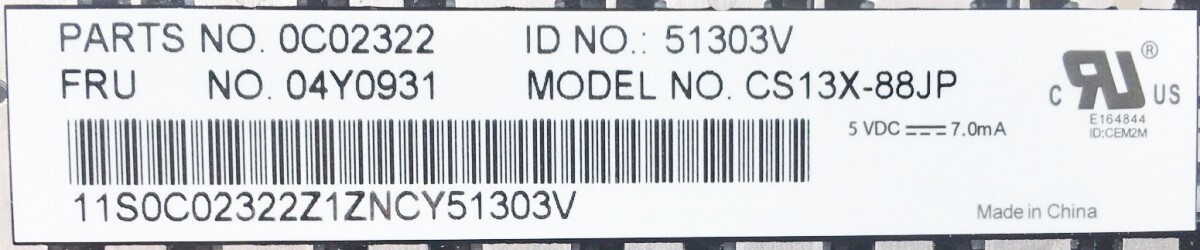 PARTS NO. 0C02322 ID NO.: 51303V
FRU NO. 04Y0931 MODEL NO. CS13X-88JP
5 VDC 7.0mA
11S0C02322Z1ZNCY51303V
C RU US ®
E164844
ID:CEM2M
Made in China